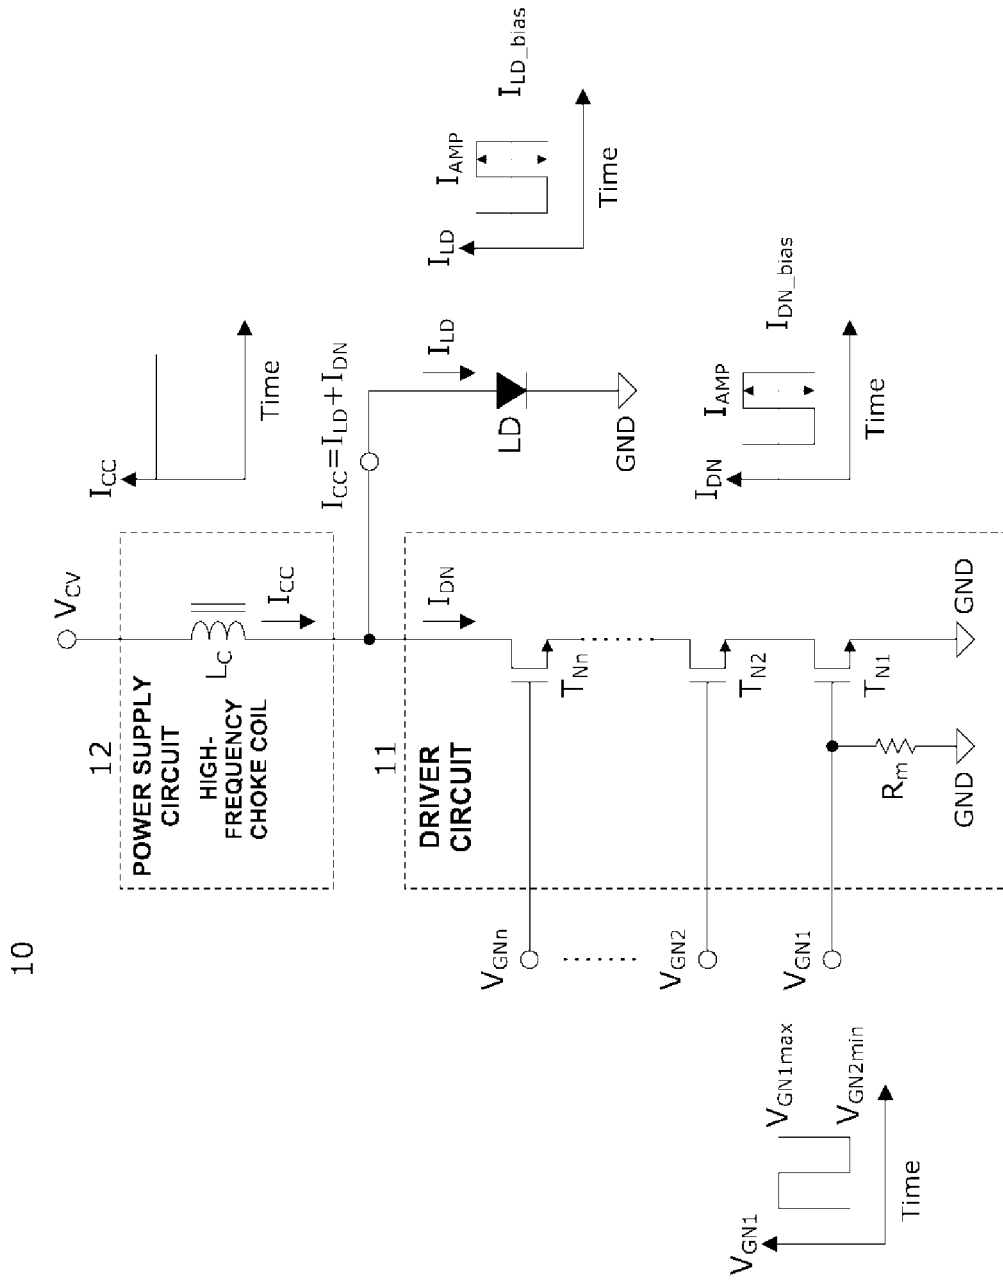 10
12
POWER SUPPLY
CIRCUIT
HIGH-
FREQUENCY
CHOKE COIL
L_C
V_CV
I_CC
I_CC
Time
I_CC=I_LD+I_DN
I_LD
LD
GND
I_LD
I_AMP
I_LD_bias
Time
11
DRIVER
CIRCUIT
I_DN
T_Nn
T_N2
T_N1
R_m
GND
GND
V_GNn
V_GN2
V_GN1
I_DN
I_AMP
I_DN_bias
Time
V_GN1
V_GN1max
V_GN2min
Time